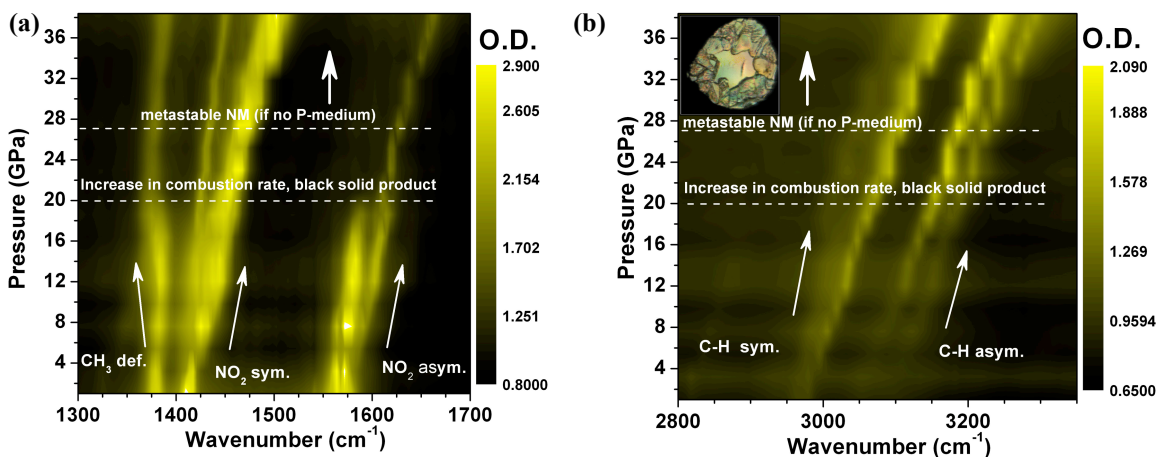 (a)
O.D.
36
32
28
24
20
16
12
8
4
Pressure (GPa)
metastable NM (if no P-medium)
Increase in combustion rate, black solid product
CH3 def.
NO2 sym.
NO2 asym.
1300 1400 1500 1600 1700
Wavenumber (cm-1)
2.900
2.605
2.154
1.702
1.251
0.8000
(b)
O.D.
36
32
28
24
20
16
12
8
4
Pressure (GPa)
metastable NM (if no P-medium)
Increase in combustion rate, black solid product
C-H sym.
C-H asym.
2800 3000 3200
Wavenumber (cm-1)
2.090
1.888
1.578
1.269
0.9594
0.6500